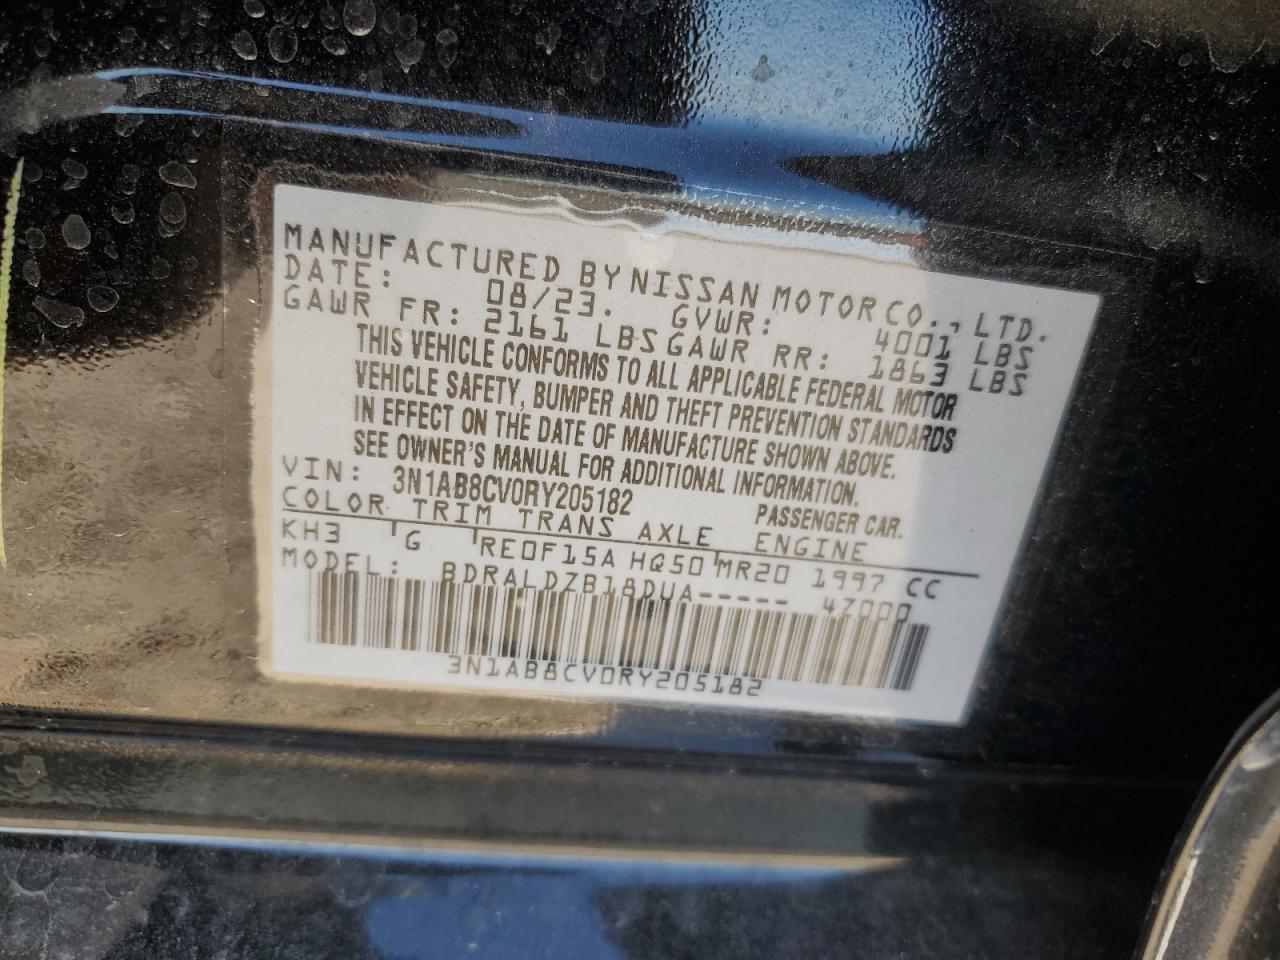 MANUFACTURED BY NISSAN MOTOR CO., LTD.
DATE: 08/23. GVWR: 4001 LBS
GAWR FR: 2161 LBS GAWR RR: 1863 LBS
THIS VEHICLE CONFORMS TO ALL APPLICABLE FEDERAL MOTOR
VEHICLE SAFETY, BUMPER AND THEFT PREVENTION STANDARDS
IN EFFECT ON THE DATE OF MANUFACTURE SHOWN ABOVE.
SEE OWNER'S MANUAL FOR ADDITIONAL INFORMATION.
VIN: 3N1AB8CV0RY205182 PASSENGER CAR.
COLOR TRIM TRANS AXLE ENGINE
KH3 G RE0F15A HQ50 MR20 1997 CC
MODEL: BDRALDZB18DUA----- 4Z000
3N1AB8CV0RY205182